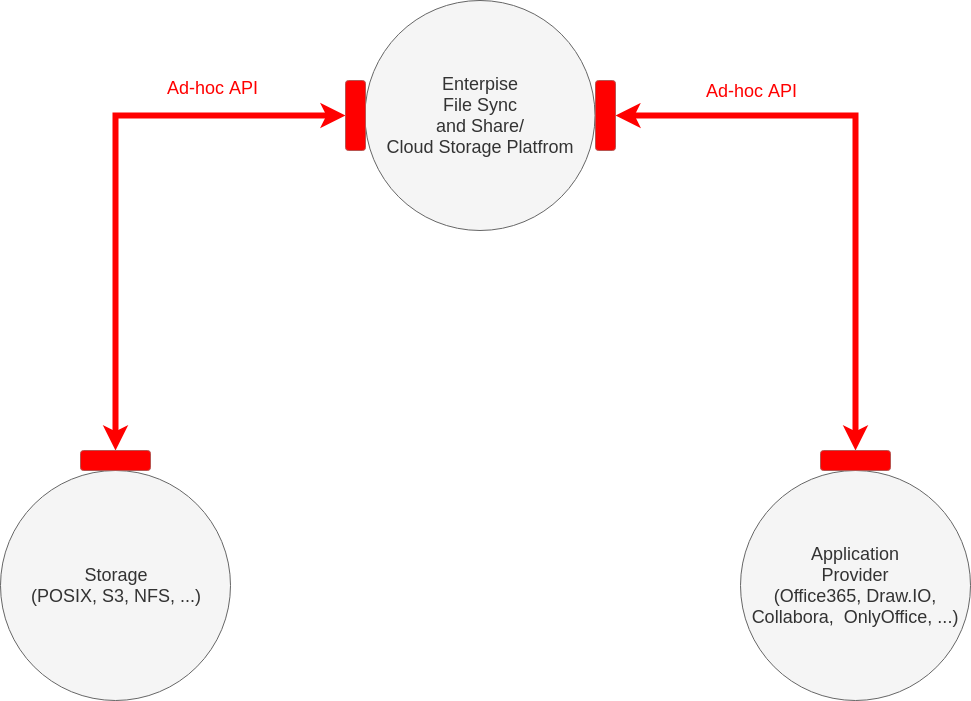 Ad-hoc API
Enterpise
File Sync
and Share/
Cloud Storage Platfrom
Ad-hoc API
Storage
(POSIX, S3, NFS, ...)
Application
Provider
(Office365, Draw.IO,
Collabora,  OnlyOffice, ...)